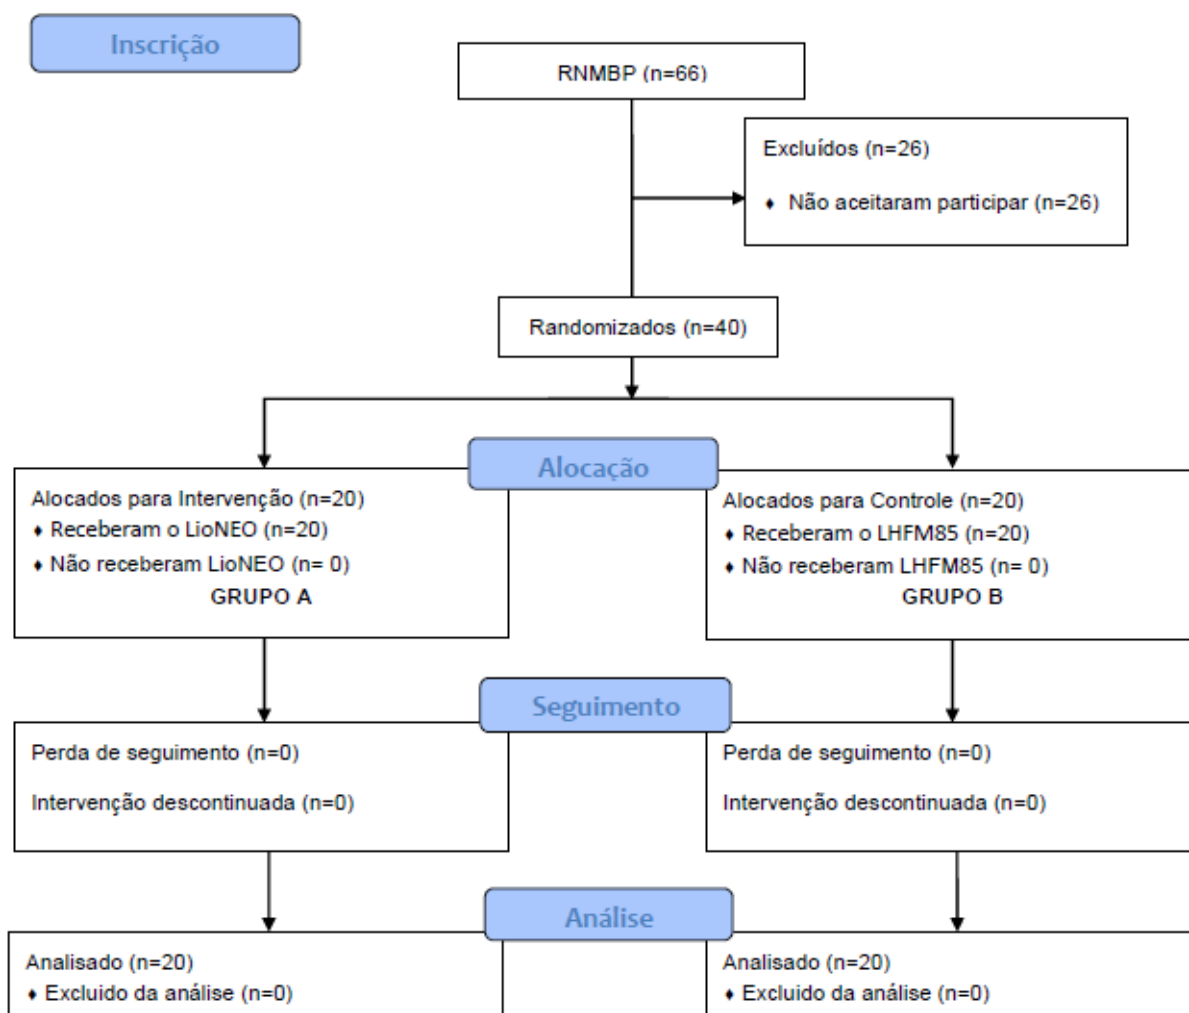 Inscrição
RNMBP (n=66)
Excluídos (n=26)
♦ Não aceitaram participar (n=26)
Randomizados (n=40)
Alocação
Alocados para Intervenção (n=20)
♦ Receberam o LioNEO (n=20)
♦ Não receberam LioNEO (n= 0)
GRUPO A
Alocados para Controle (n=20)
♦ Receberam o LHFM85 (n=20)
♦ Não receberam LHFM85 (n= 0)
GRUPO B
Seguimento
Perda de seguimento (n=0)
Intervenção descontinuada (n=0)
Perda de seguimento (n=0)
Intervenção descontinuada (n=0)
Análise
Analisado (n=20)
♦ Excluido da análise (n=0)
Analisado (n=20)
♦ Excluido da análise (n=0)